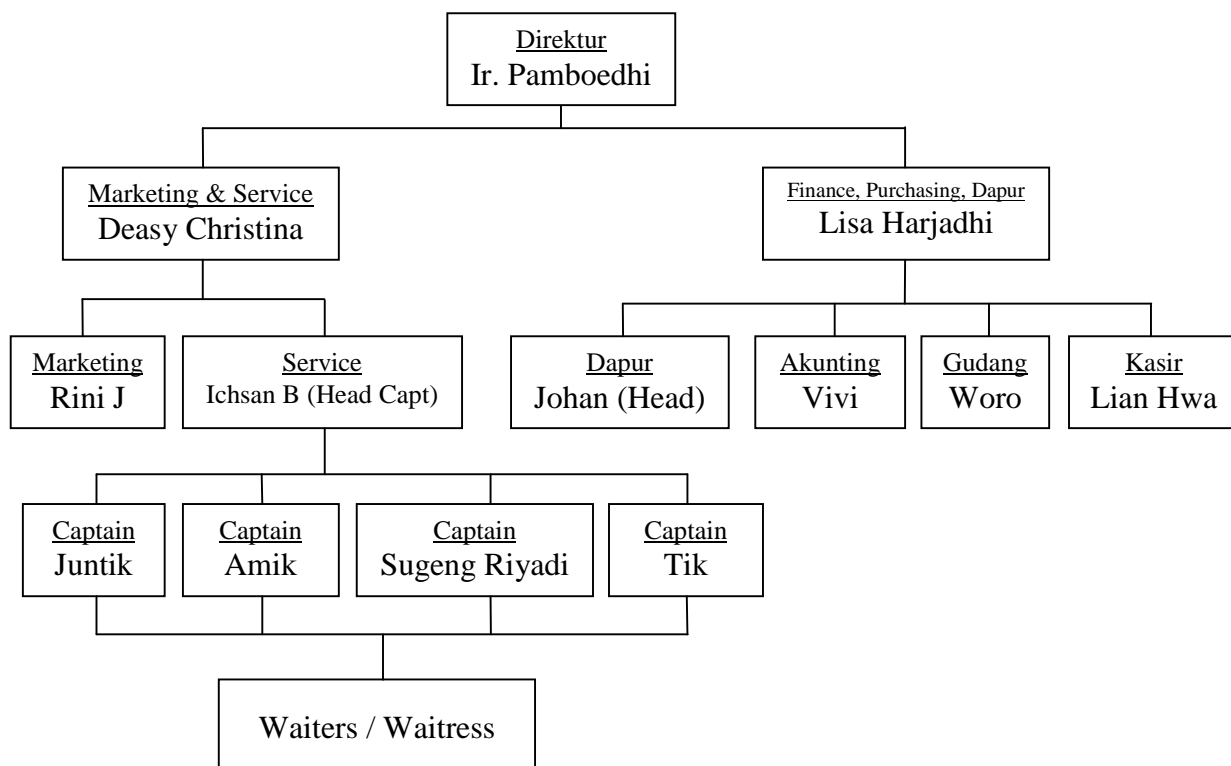 Direktur
Ir. Pamboedhi
Marketing & Service
Deasy Christina
Finance, Purchasing, Dapur
Lisa Harjadhi
Marketing
Rini J
Service
Ichsan B (Head Capt)
Dapur
Johan (Head)
Akunting
Vivi
Gudang
Woro
Kasir
Lian Hwa
Captain
Juntik
Captain
Amik
Captain
Sugeng Riyadi
Captain
Tik
Waiters / Waitress